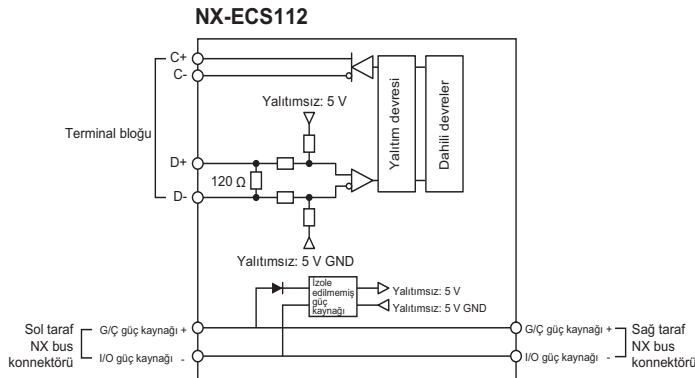 NX-ECS112
C+
C-
Yalıtımsız: 5 V
Yalıtım devresi
Dahili devreler
Terminal bloğu
D+
120 Ω
D-
Yalıtımsız: 5 V GND
İzole
edilmemiş
güç
kaynağı
Yalıtımsız: 5 V
Yalıtımsız: 5 V GND
Sol taraf
NX bus
konnektörü
G/Ç güç kaynağı +
I/O güç kaynağı -
G/Ç güç kaynağı +
I/O güç kaynağı -
Sağ taraf
NX bus
konnektörü